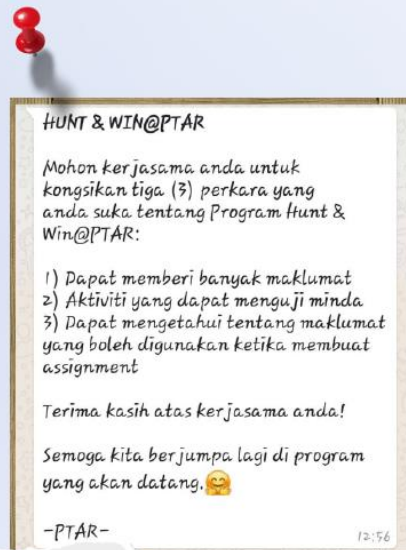 HUNT & WIN@PTAR
Mohon kerjasama anda untuk
kongsikan tiga (3) perkara yang
anda suka tentang Program Hunt &
Win@PTAR:
1) Dapat memberi banyak maklumat
2) Aktiviti yang dapat menguji minda
3) Dapat mengetahui tentang maklumat
yang boleh digunakan ketika membuat
assignment
Terima kasih atas kerjasama anda!
Semoga kita berjumpa lagi di program
yang akan datang.🤗
-PTAR-
12:56